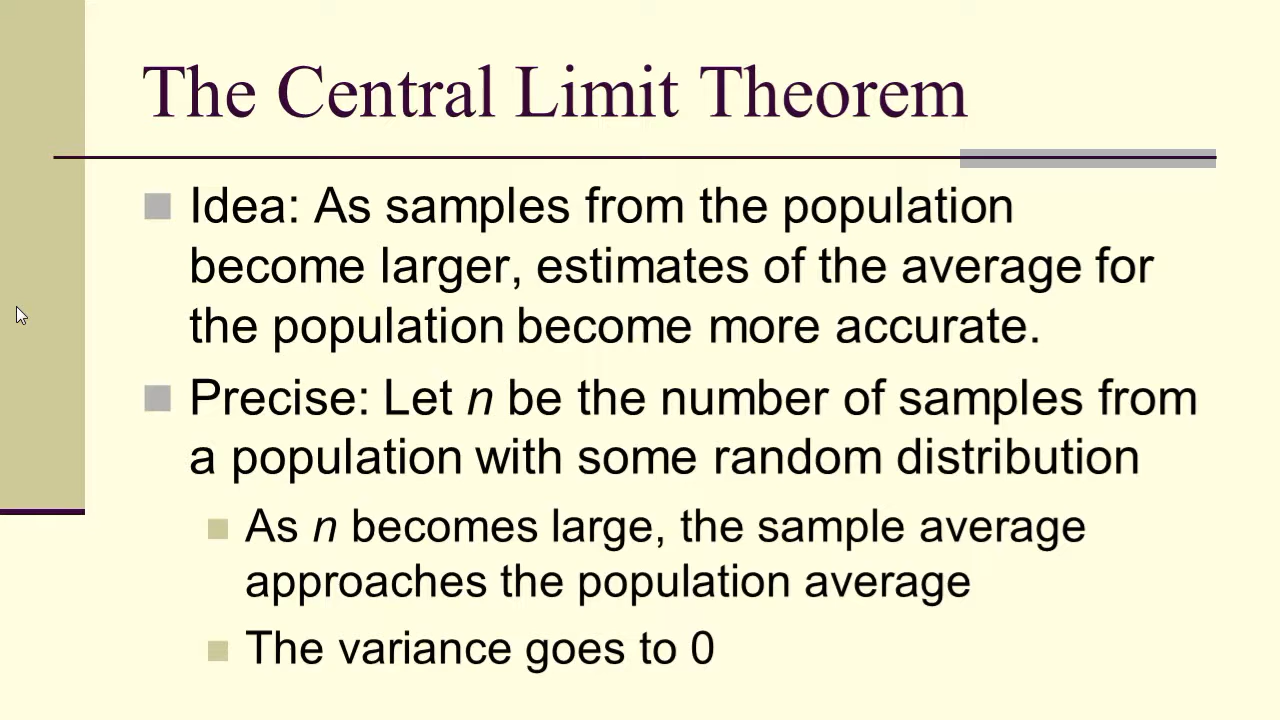 The Central Limit Theorem
Idea: As samples from the population
become larger, estimates of the average for
the population become more accurate.
Precise: Let n be the number of samples from
a population with some random distribution
As n becomes large, the sample average
approaches the population average
The variance goes to 0